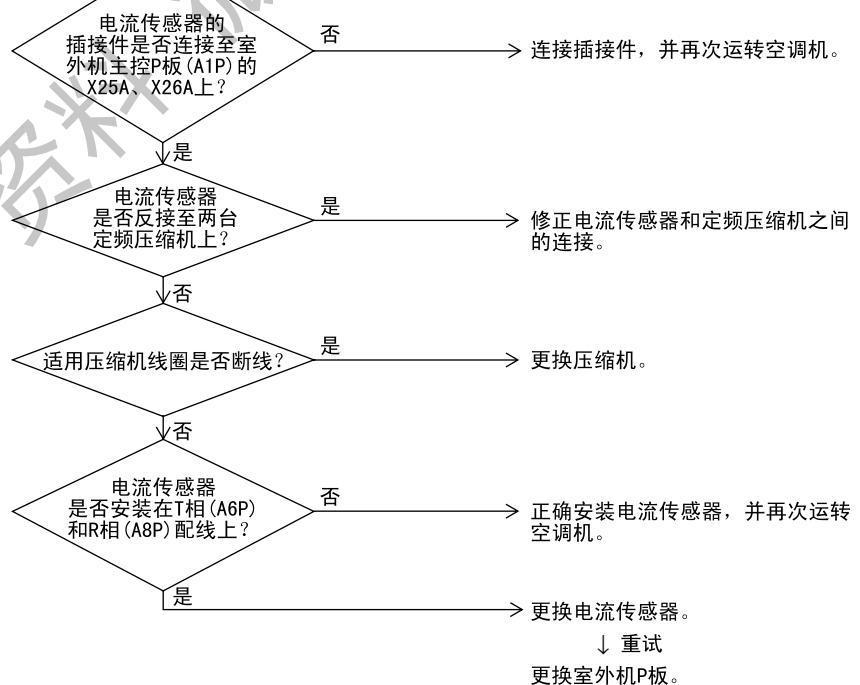 电流传感器的
插接件是否连接至室
外机主控P板(A1P)的
X25A、X26A上？
否
连接插接件，并再次运转空调机。
是
电流传感器
是否反接至两台
定频压缩机上？
是
修正电流传感器和定频压缩机之间
的连接。
否
适用压缩机线圈是否断线？
是
更换压缩机。
否
电流传感器
是否安装在T相(A6P)
和R相(A8P)配线上？
否
正确安装电流传感器，并再次运转
空调机。
是
更换电流传感器。
↓ 重试
更换室外机P板。
资料